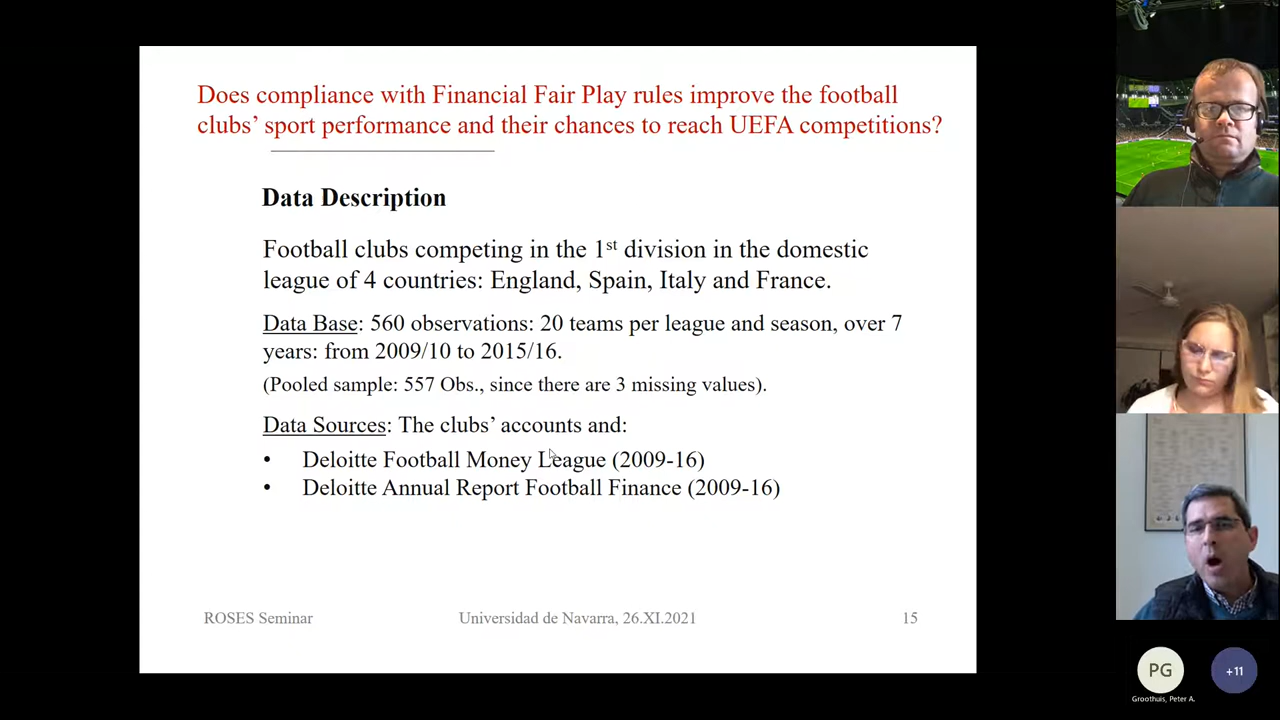 Does compliance with Financial Fair Play rules improve the football
clubs’ sport performance and their chances to reach UEFA competitions?
Data Description
Football clubs competing in the 1st division in the domestic
league of 4 countries: England, Spain, Italy and France.
Data Base: 560 observations: 20 teams per league and season, over 7
years: from 2009/10 to 2015/16.
(Pooled sample: 557 Obs., since there are 3 missing values).
Data Sources: The clubs’ accounts and:
• Deloitte Football Money League (2009-16)
• Deloitte Annual Report Football Finance (2009-16)
ROSES Seminar
Universidad de Navarra, 26.XI.2021
15
PG
+11
Groothuis, Peter A.